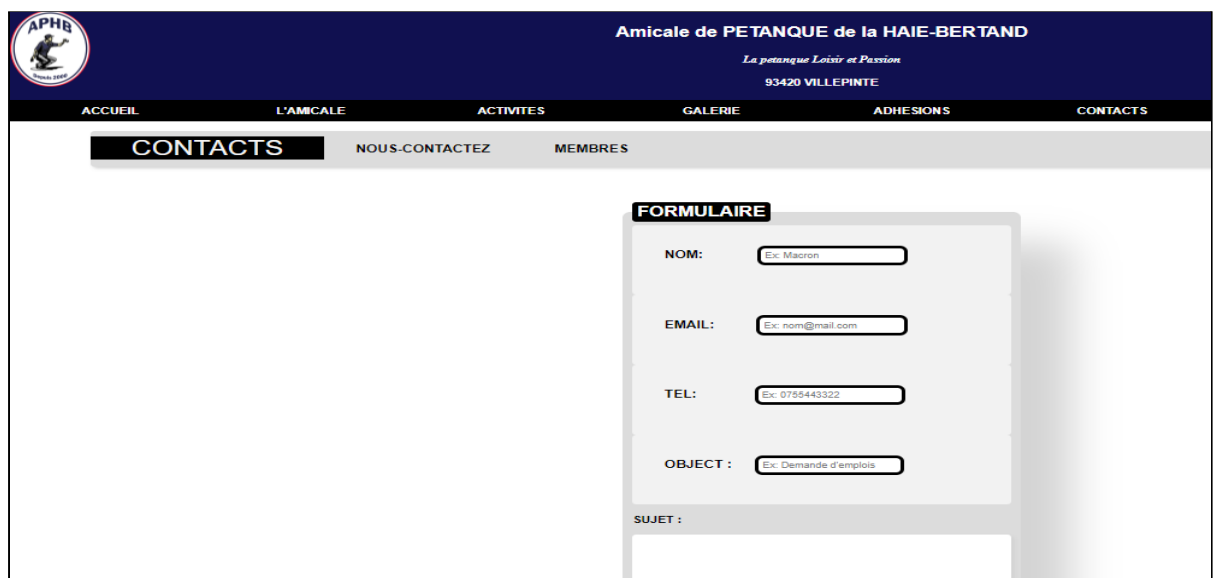 APHB
Depuis 2000
Amicale de PETANQUE de la HAIE-BERTAND
La petanque Loisir et Passion
93420 VILLEPINTE
ACCUEIL L'AMICALE ACTIVITES GALERIE ADHESIONS CONTACTS
CONTACTS NOUS-CONTACTEZ MEMBRES
FORMULAIRE
NOM: Ex: Macron
EMAIL: Ex: nom@mail.com
TEL: Ex: 0755443322
OBJECT : Ex: Demande d'emplois
SUJET :